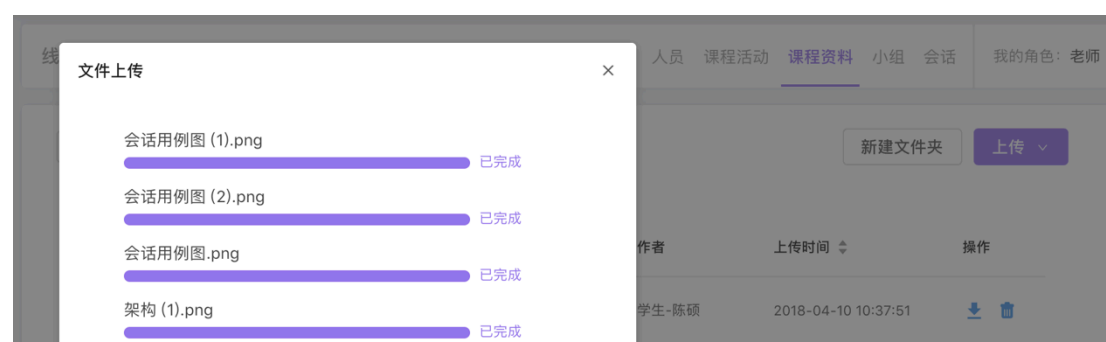 线
人员 课程活动 课程资料 小组 会话 我的角色：老师
文件上传
会话用例图 (1).png
已完成
新建文件夹 上传
会话用例图 (2).png
已完成
会话用例图.png
已完成
作者 上传时间 操作
架构 (1).png
已完成
学生-陈硕 2018-04-10 10:37:51